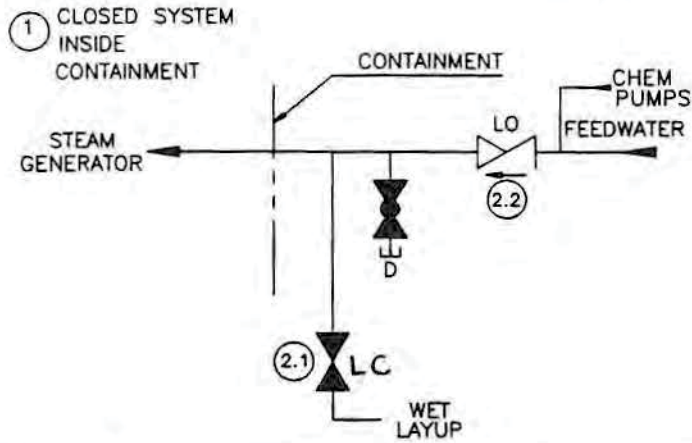 1 CLOSED SYSTEM
INSIDE
CONTAINMENT
CONTAINMENT
CHEM
PUMPS
LO
FEEDWATER
STEAM
GENERATOR
2.2
D
2.1 LC
WET
LAYUP